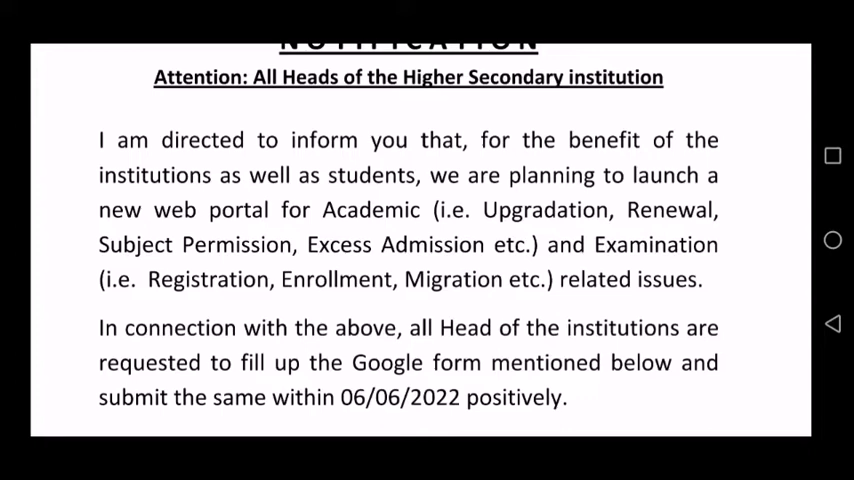 NOTIFICATION
Attention: All Heads of the Higher Secondary institution
I am directed to inform you that, for the benefit of the
institutions as well as students, we are planning to launch a
new web portal for Academic (i.e. Upgradation, Renewal,
Subject Permission, Excess Admission etc.) and Examination
(i.e. Registration, Enrollment, Migration etc.) related issues.
In connection with the above, all Head of the institutions are
requested to fill up the Google form mentioned below and
submit the same within 06/06/2022 positively.